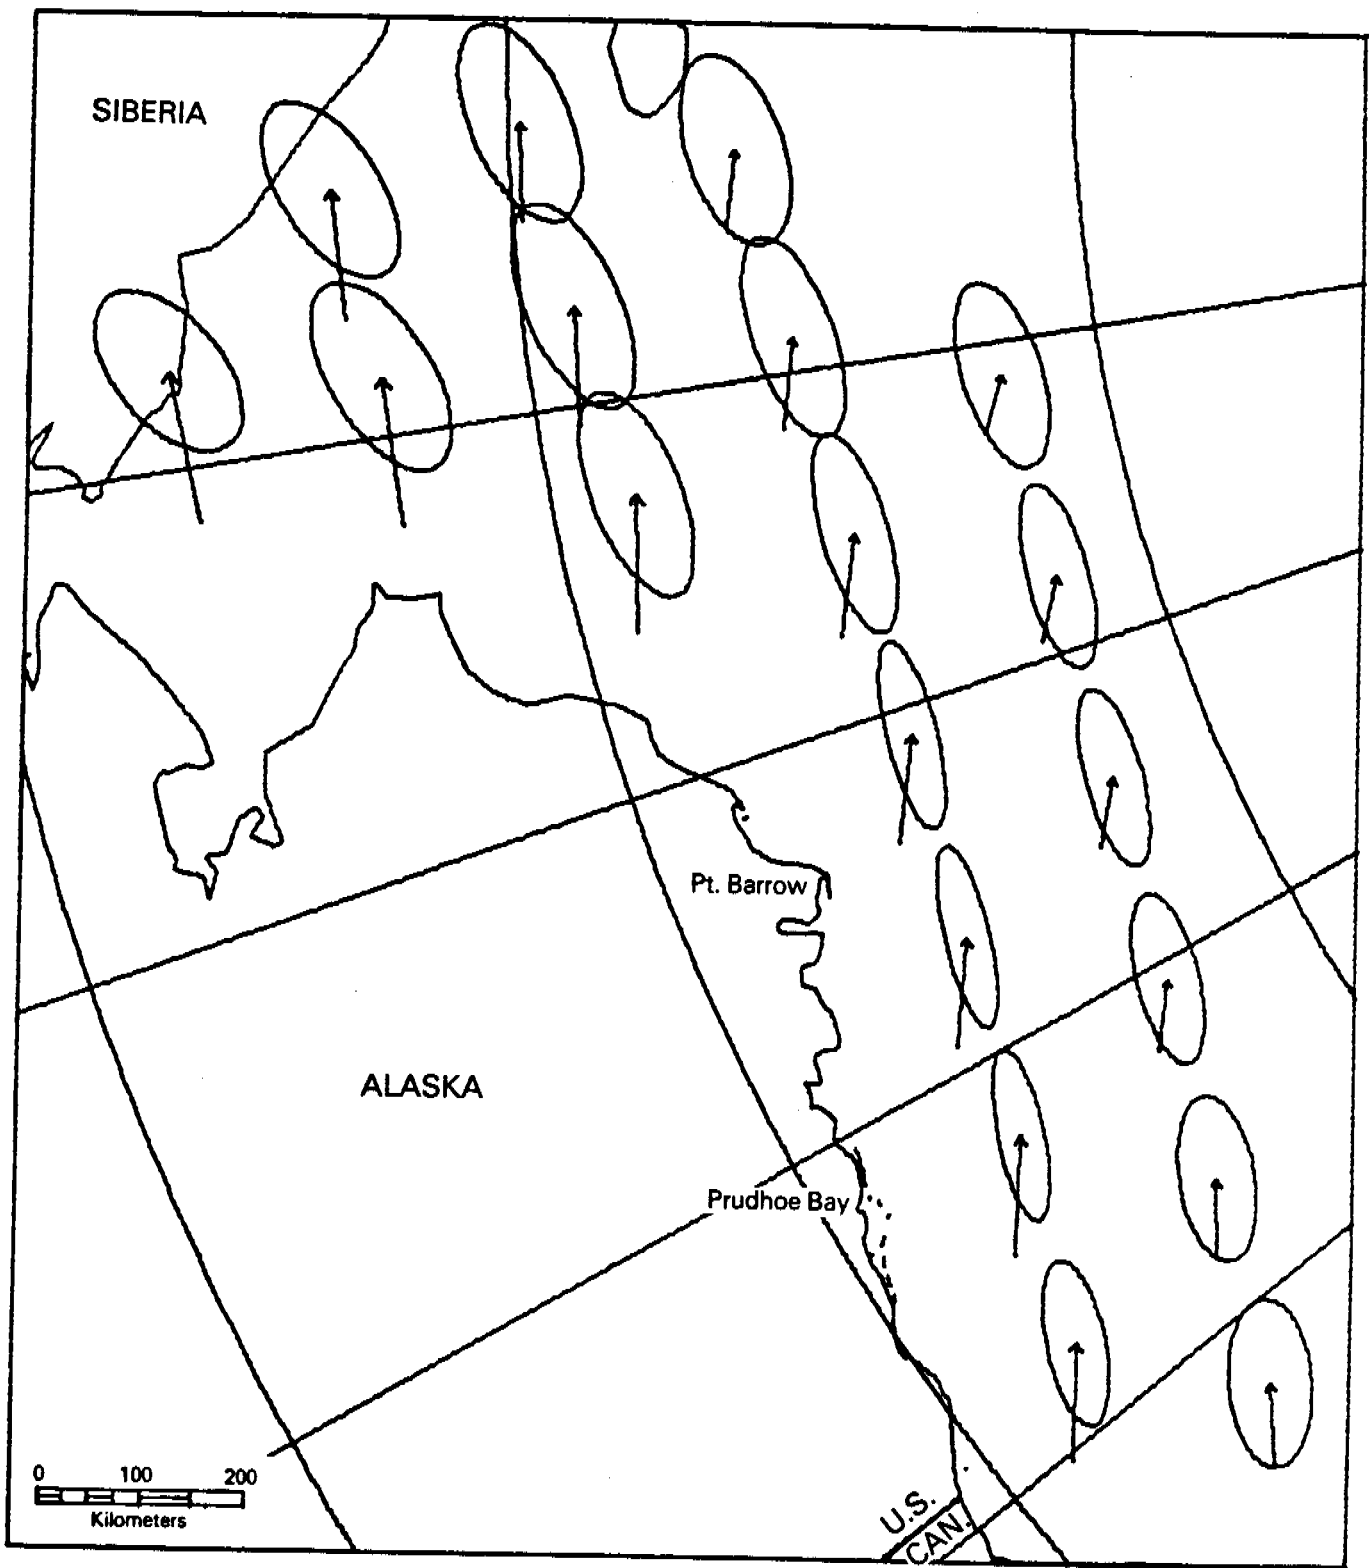 SIBERIA
Pt. Barrow
ALASKA
Prudhoe Bay
0 100 200
Kilometers
U.S.
CAN.